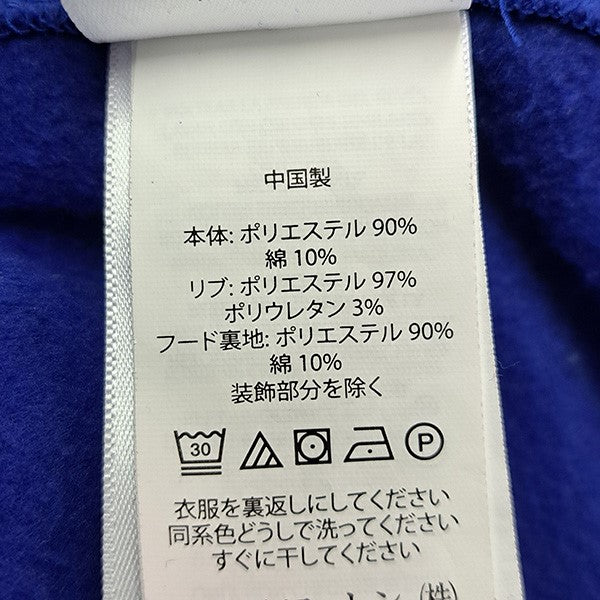 中国製
本体: ポリエステル 90%
綿 10%
リブ: ポリエステル 97%
ポリウレタン 3%
フード裏地: ポリエステル 90%
綿 10%
装飾部分を除く
30 P
衣服を裏返しにしてください
同系色どうしで洗ってください
すぐに干してください
(株)